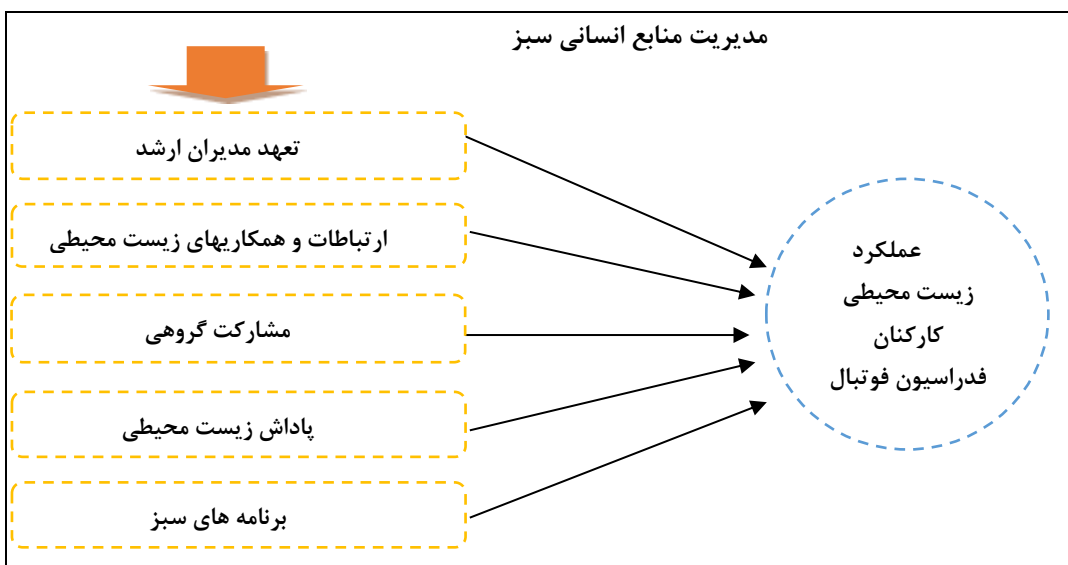 مدیریت منابع انسانی سبز
تعهد مدیران ارشد
ارتباطات و همکاریهای زیست محیطی
مشارکت گروهی
پاداش زیست محیطی
برنامه های سبز
عملکرد
زیست محیطی
کارکنان
فدراسیون فوتبال